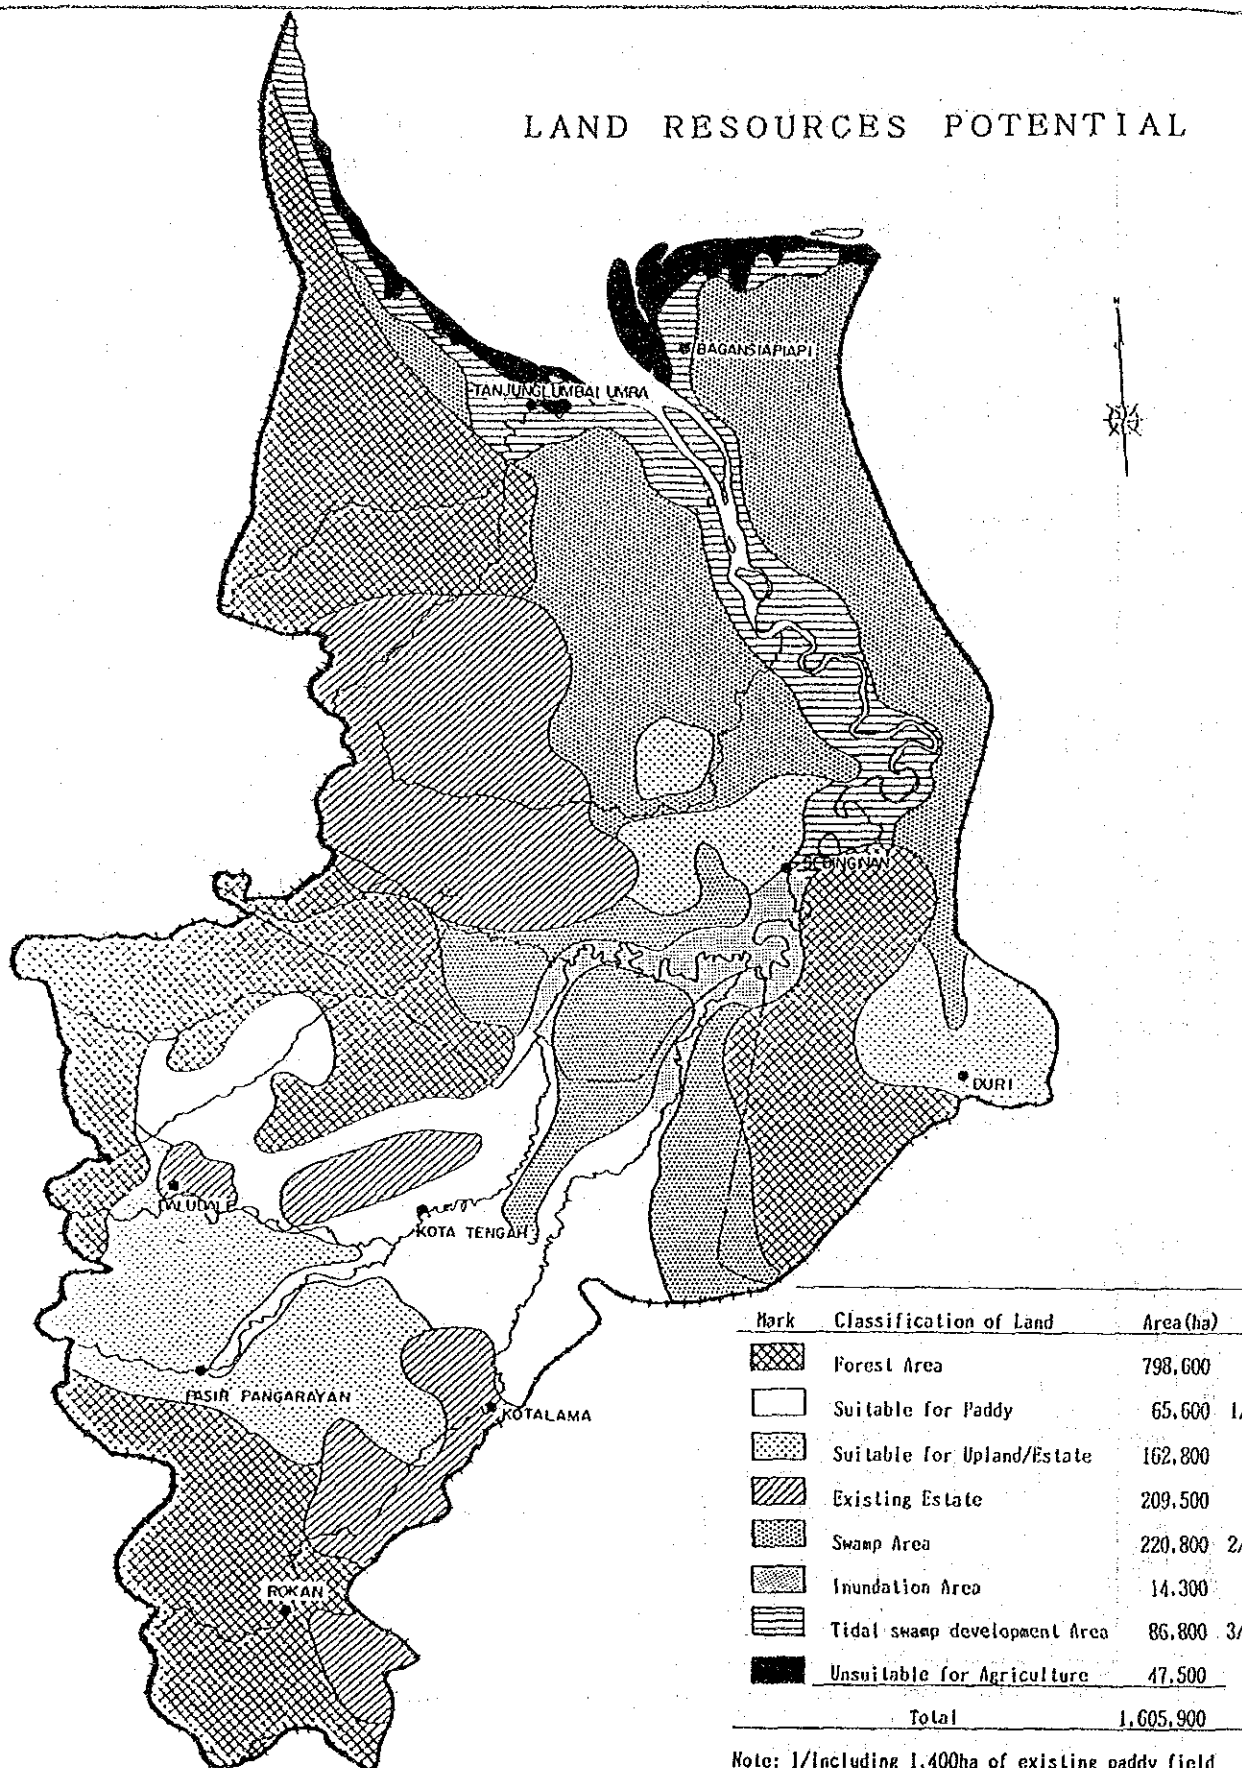 LAND RESOURCES POTENTIAL
N
BAGANSIAPIAPI
TANJUNGLUMBAI UMRA
DURI
KOTA TENGAH
PASIR PANGARAYAN
KOTALAMA
ROKAN
Mark Classification of Land Area(ha)
Forest Area 798,600
Suitable for Paddy 65,600 1/
Suitable for Upland/Estate 162,800
Existing Estate 209,500
Swamp Area 220,800 2/
Inundation Area 14,300
Tidal swamp development Area 86,800 3/
Unsuitable for Agriculture 47,500
Total 1,605,900
Note: 1/Including 1,400ha of existing paddy field